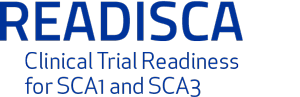 READISCA
Clinical Trial Readiness
for SCA1 and SCA3